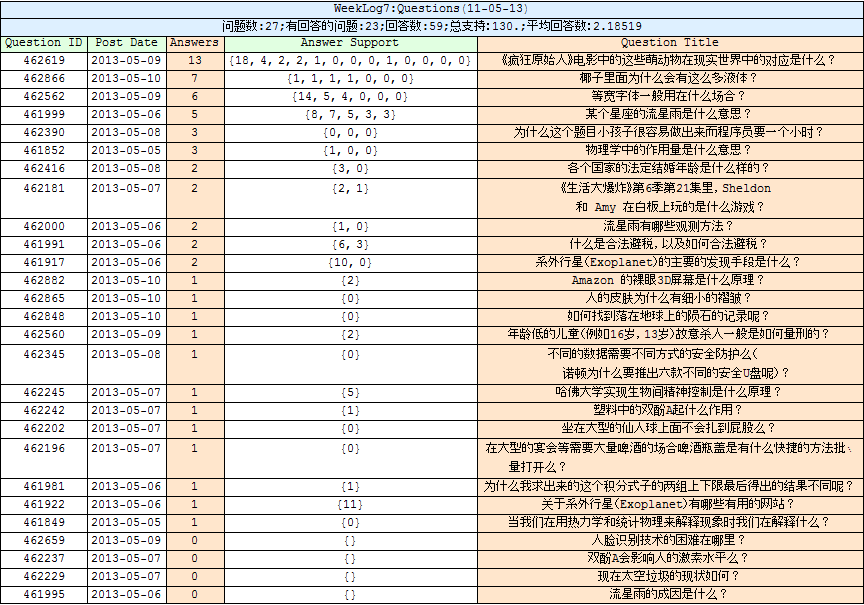 WeekLog7:Questions(11-05-13)
问题数:27;有回答的问题:23;回答数:59;总支持:130.;平均回答数:2.18519
Question ID Post Date Answers Answer Support Question Title
462619 2013-05-09 13 {18, 4, 2, 2, 1, 0, 0, 0, 1, 0, 0, 0, 0} 《疯狂原始人》电影中的这些萌动物在现实世界中的对应是什么?
462866 2013-05-10 7 {1, 1, 1, 1, 0, 0, 0} 椰子里面为什么会有这么多液体?
462562 2013-05-09 6 {14, 5, 4, 0, 0, 0} 等宽字体一般用在什么场合?
461999 2013-05-06 5 {8, 7, 5, 3, 3} 某个星座的流星雨是什么意思?
462390 2013-05-08 3 {0, 0, 0} 为什么这个题目小孩子很容易做出来而程序员要一个小时?
461852 2013-05-05 3 {1, 0, 0} 物理学中的作用量是什么意思?
462416 2013-05-08 2 {3, 0} 各个国家的法定结婚年龄是什么样的?
462181 2013-05-07 2 {2, 1} 《生活大爆炸》第6季第21集里, Sheldon
和 Amy 在白板上玩的是什么游戏?
462000 2013-05-06 2 {1, 0} 流星雨有哪些观测方法?
461991 2013-05-06 2 {6, 3} 什么是合法避税,以及如何合法避税?
461917 2013-05-06 2 {10, 0} 系外行星(Exoplanet)的主要的发现手段是什么?
462882 2013-05-10 1 {2} Amazon 的裸眼3D屏幕是什么原理?
462865 2013-05-10 1 {0} 人的皮肤为什么有细小的褶皱?
462848 2013-05-10 1 {0} 如何找到落在地球上的陨石的记录呢?
462560 2013-05-09 1 {2} 年龄低的儿童(例如16岁, 13岁)故意杀人一般是如何量刑的?
462345 2013-05-08 1 {0} 不同的数据需要不同方式的安全防护么(
诺顿为什么要推出六款不同的安全U盘呢)?
462245 2013-05-07 1 {5} 哈佛大学实现生物间精神控制是什么原理?
462242 2013-05-07 1 {1} 塑料中的双酚A起什么作用?
462202 2013-05-07 1 {0} 坐在大型的仙人球上面不会扎到屁股么?
462196 2013-05-07 1 {0} 在大型的宴会等需要大量啤酒的场合啤酒瓶盖是有什么快捷的方法批
量打开么?
461981 2013-05-06 1 {1} 为什么我求出来的这个积分式子的两组上下限最后得出的结果不同呢?
461922 2013-05-06 1 {11} 关于系外行星(Exoplanet)有哪些有用的网站?
461849 2013-05-05 1 {0} 当我们在用热力学和统计物理来解释现象时我们在解释什么?
462659 2013-05-09 0 {} 人脸识别技术的困难在哪里?
462237 2013-05-07 0 {} 双酚A会影响人的激素水平么?
462229 2013-05-07 0 {} 现在太空垃圾的现状如何?
461995 2013-05-06 0 {} 流星雨的成因是什么?